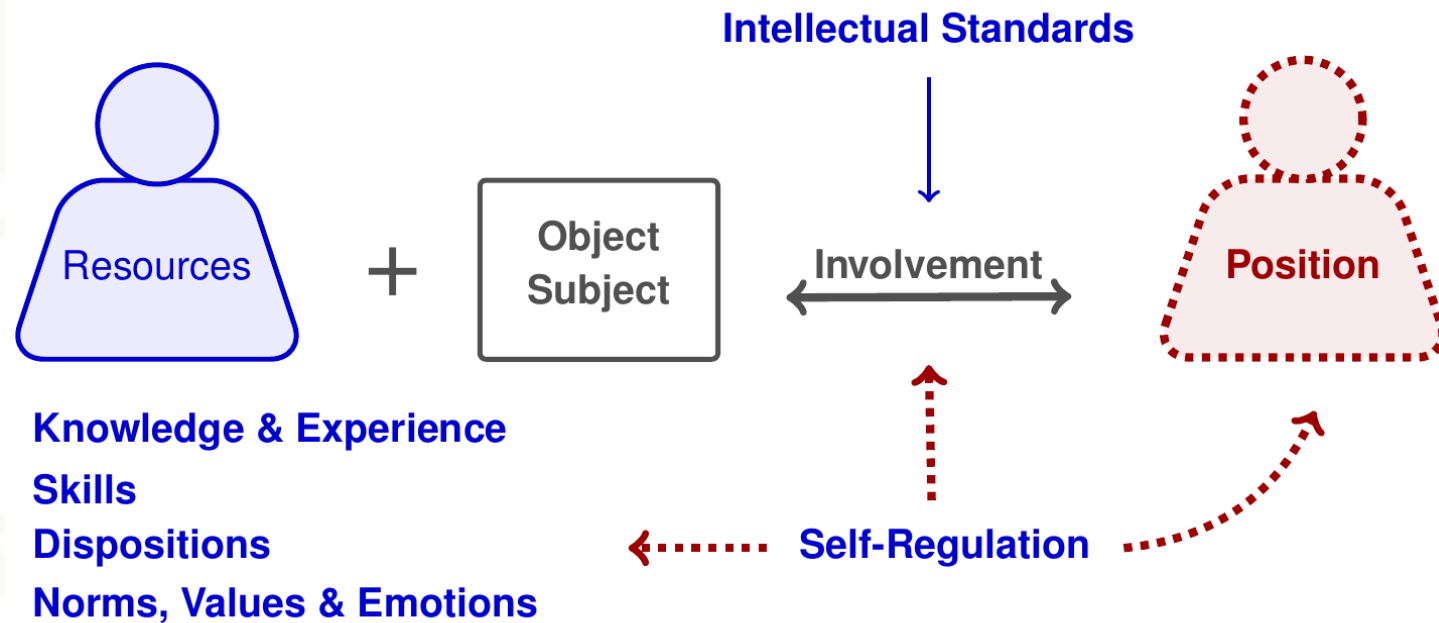 Intellectual Standards
Resources
+
Object
Subject
Involvement
Position
Knowledge & Experience
Skills
Dispositions
Self-Regulation
Norms, Values & Emotions